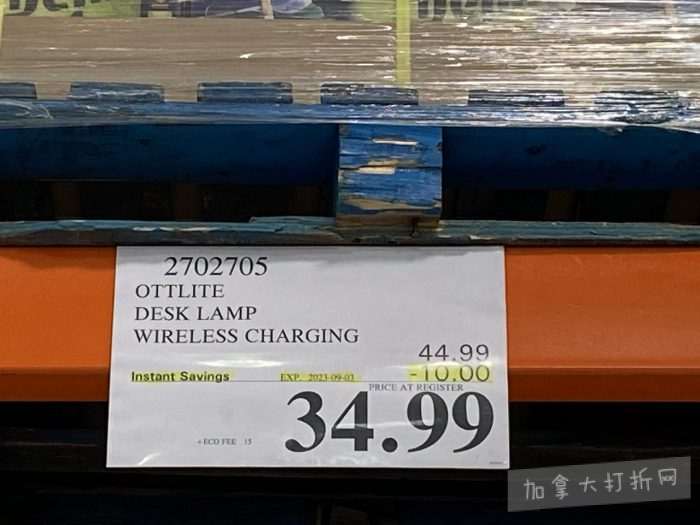 2702705
OTTLITE
DESK LAMP
WIRELESS CHARGING
44.99
Instant Savings EXP. 2023-09-03 -10.00
PRICE AT REGISTER
34.99
+ECO FEE .15
加拿大打折网